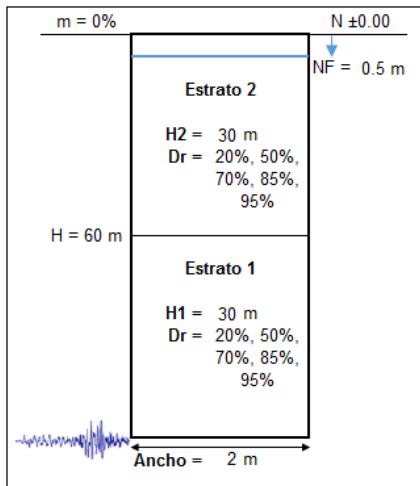 m = 0%
N ±0.00
NF = 0.5 m
Estrato 2
H2 = 30 m
Dr = 20%, 50%,
70%, 85%,
95%
H = 60 m
Estrato 1
H1 = 30 m
Dr = 20%, 50%,
70%, 85%,
95%
Ancho = 2 m